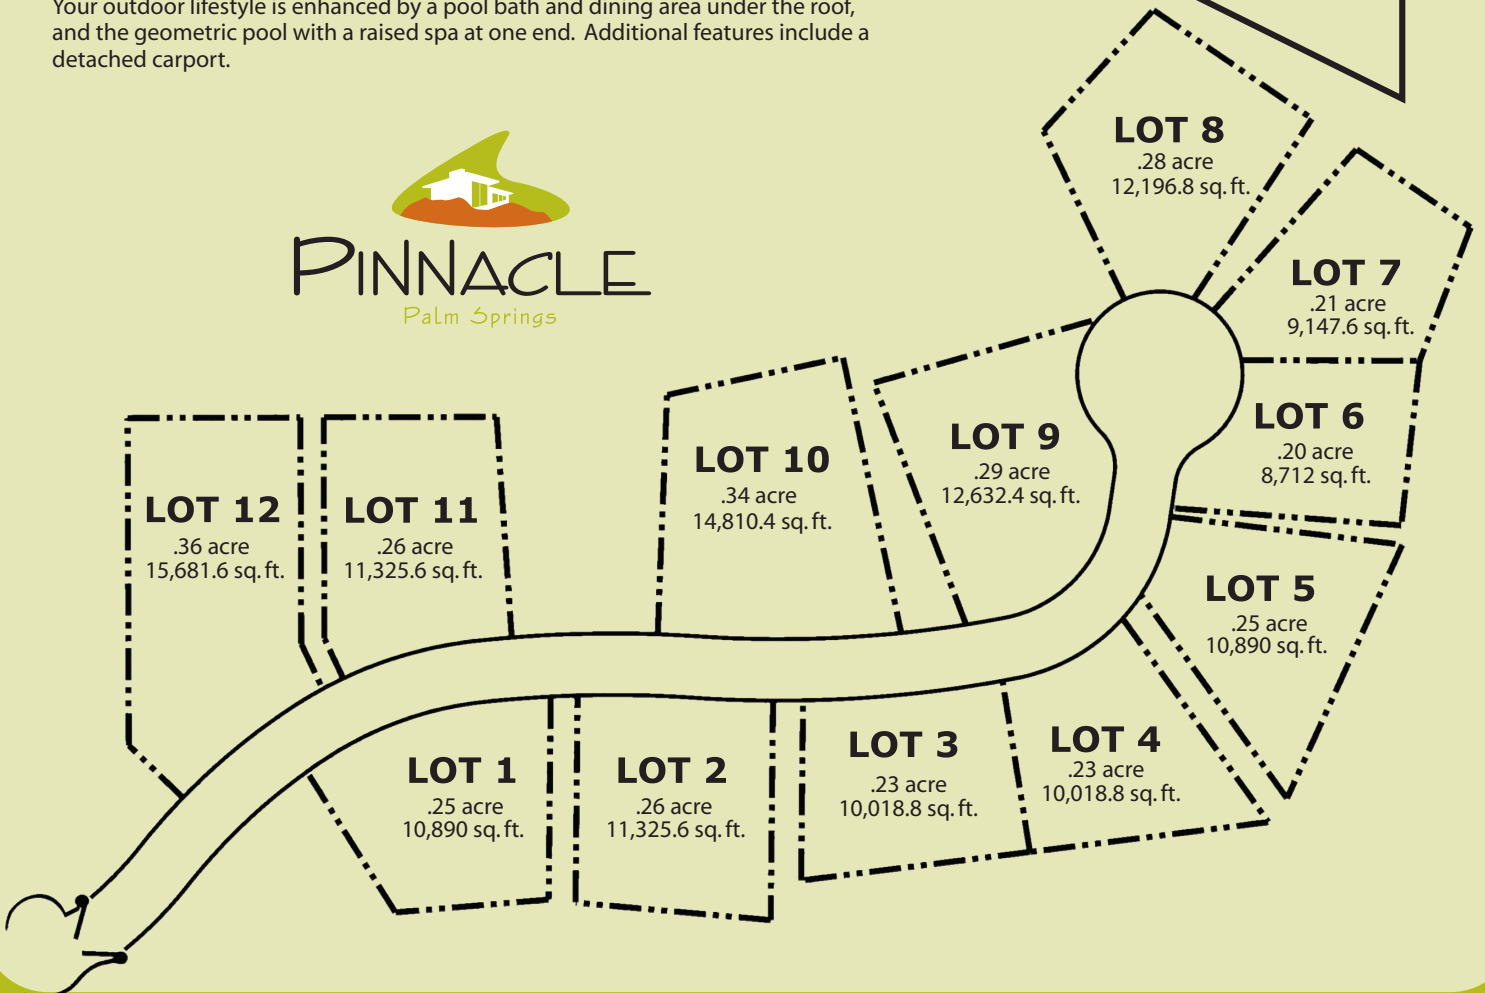 Your outdoor lifestyle is enhanced by a pool bath and dining area under the roof,
and the geometric pool with a raised spa at one end. Additional features include a
detached carport.
PINNACLE
Palm Springs
LOT 8
.28 acre
12,196.8 sq. ft.
LOT 7
.21 acre
9,147.6 sq. ft.
LOT 6
.20 acre
8,712 sq. ft.
LOT 9
.29 acre
12,632.4 sq. ft.
LOT 10
.34 acre
14,810.4 sq. ft.
LOT 12
.36 acre
15,681.6 sq. ft.
LOT 11
.26 acre
11,325.6 sq. ft.
LOT 5
.25 acre
10,890 sq. ft.
LOT 1
.25 acre
10,890 sq. ft.
LOT 2
.26 acre
11,325.6 sq. ft.
LOT 3
.23 acre
10,018.8 sq. ft.
LOT 4
.23 acre
10,018.8 sq. ft.